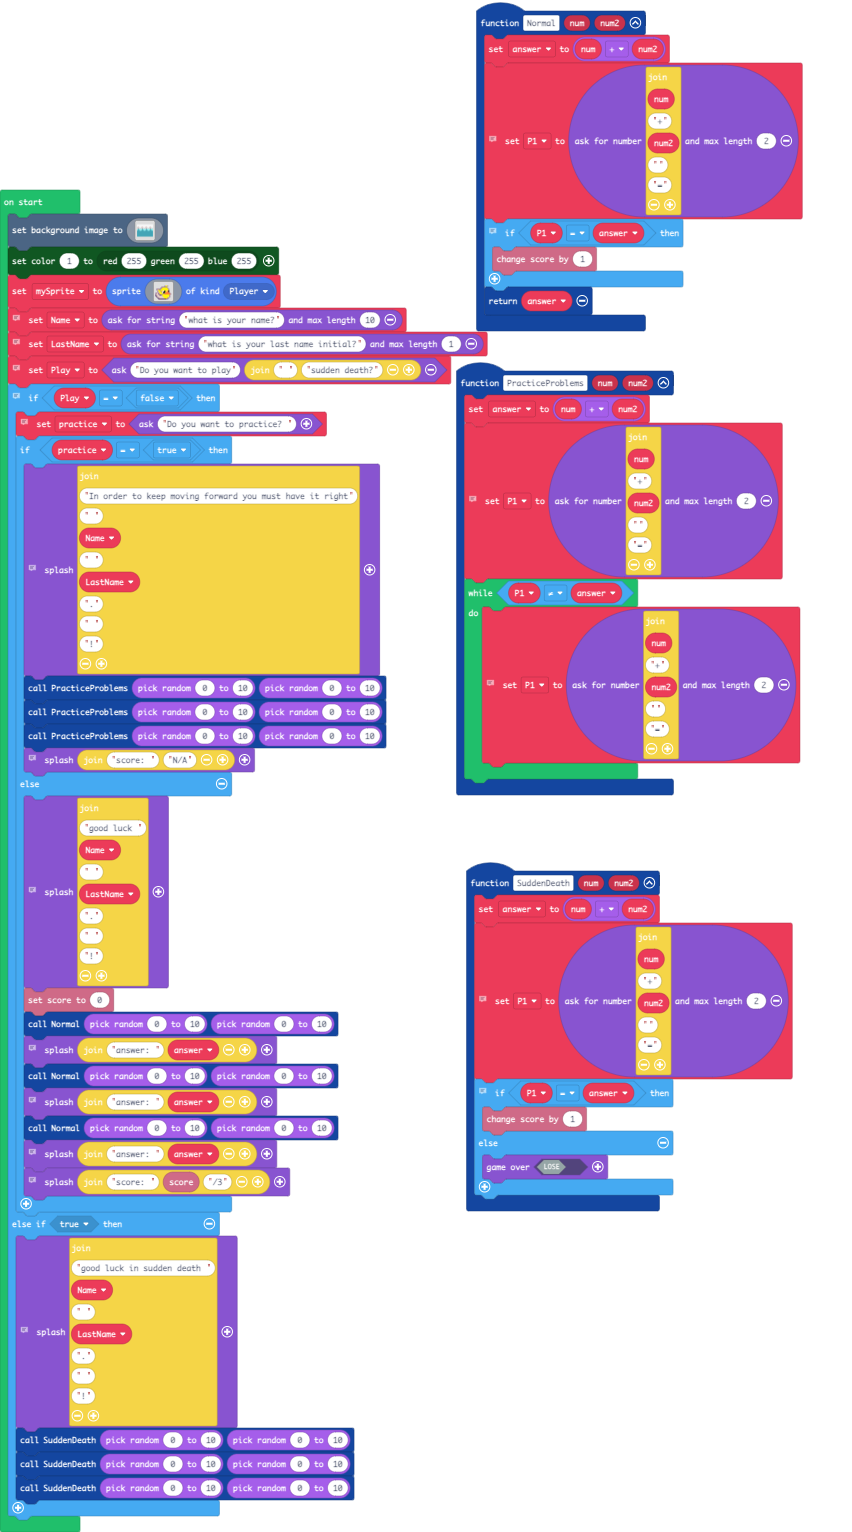 on start
set background image to
set color 1 to red 255 green 255 blue 255
set mySprite to sprite of kind Player
set Name to ask for string "what is your name?" and max length 10
set LastName to ask for string "what is your last name initial?" and max length 1
set Play to ask "Do you want to play" join " " "sudden death?"
if Play = false then
set practice to ask "Do you want to practice? "
if practice = true then
join
"In order to keep moving forward you must have it right"
" "
Name
" "
splash
LastName
"."
" "
"!"
call PracticeProblems pick random 0 to 10 pick random 0 to 10
call PracticeProblems pick random 0 to 10 pick random 0 to 10
call PracticeProblems pick random 0 to 10 pick random 0 to 10
splash join "score: " "N/A"
else
join
"good luck "
Name
" "
splash LastName
"."
" "
"!"
set score to 0
call Normal pick random 0 to 10 pick random 0 to 10
splash join "answer: " answer
call Normal pick random 0 to 10 pick random 0 to 10
splash join "answer: " answer
call Normal pick random 0 to 10 pick random 0 to 10
splash join "answer: " answer
splash join "score: " score "/3"
else if true then
join
"good luck in sudden death "
Name
" "
splash LastName
"."
" "
"!"
call SuddenDeath pick random 0 to 10 pick random 0 to 10
call SuddenDeath pick random 0 to 10 pick random 0 to 10
call SuddenDeath pick random 0 to 10 pick random 0 to 10
function Normal num num2
set answer to num + num2
join
num
"+"
set P1 to ask for number num2 and max length 2
" "
"="
if P1 = answer then
change score by 1
return answer
function PracticeProblems num num2
set answer to num + num2
join
num
"+"
set P1 to ask for number num2 and max length 2
" "
"="
while P1 ≠ answer
do
join
num
"+"
set P1 to ask for number num2 and max length 2
" "
"="
function SuddenDeath num num2
set answer to num + num2
join
num
"+"
set P1 to ask for number num2 and max length 2
" "
"="
if P1 = answer then
change score by 1
else
game over LOSE